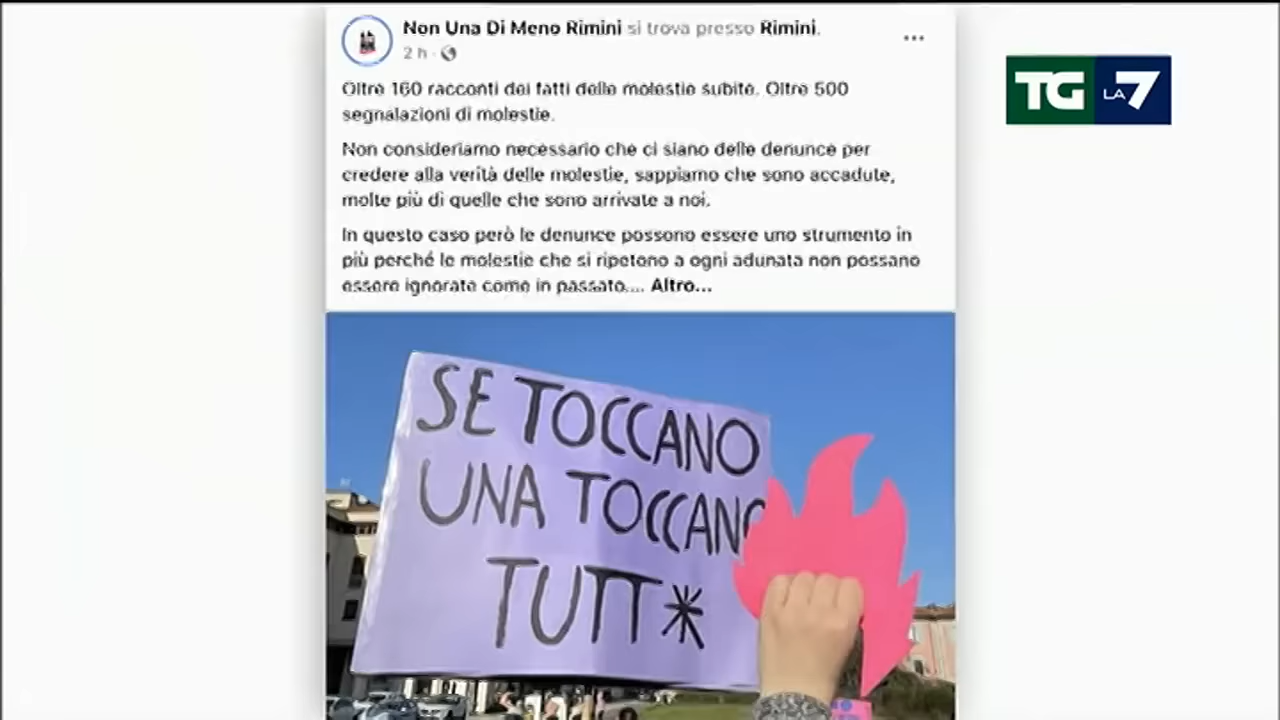 Non Una Di Meno Rimini si trova presso Rimini.
2 h ·
TG LA7
Oltre 160 racconti dei fatti delle molestie subite. Oltre 500
segnalazioni di molestie.
Non consideriamo necessario che ci siano delle denunce per
credere alla verità delle molestie, sappiamo che sono accadute,
molte più di quelle che sono arrivate a noi.
In questo caso però le denunce possono essere uno strumento in
più perché le molestie che si ripetono a ogni adunata non possano
essere ignorate come in passato.... Altro...
SE TOCCANO
UNA TOCCANO
TUTT*